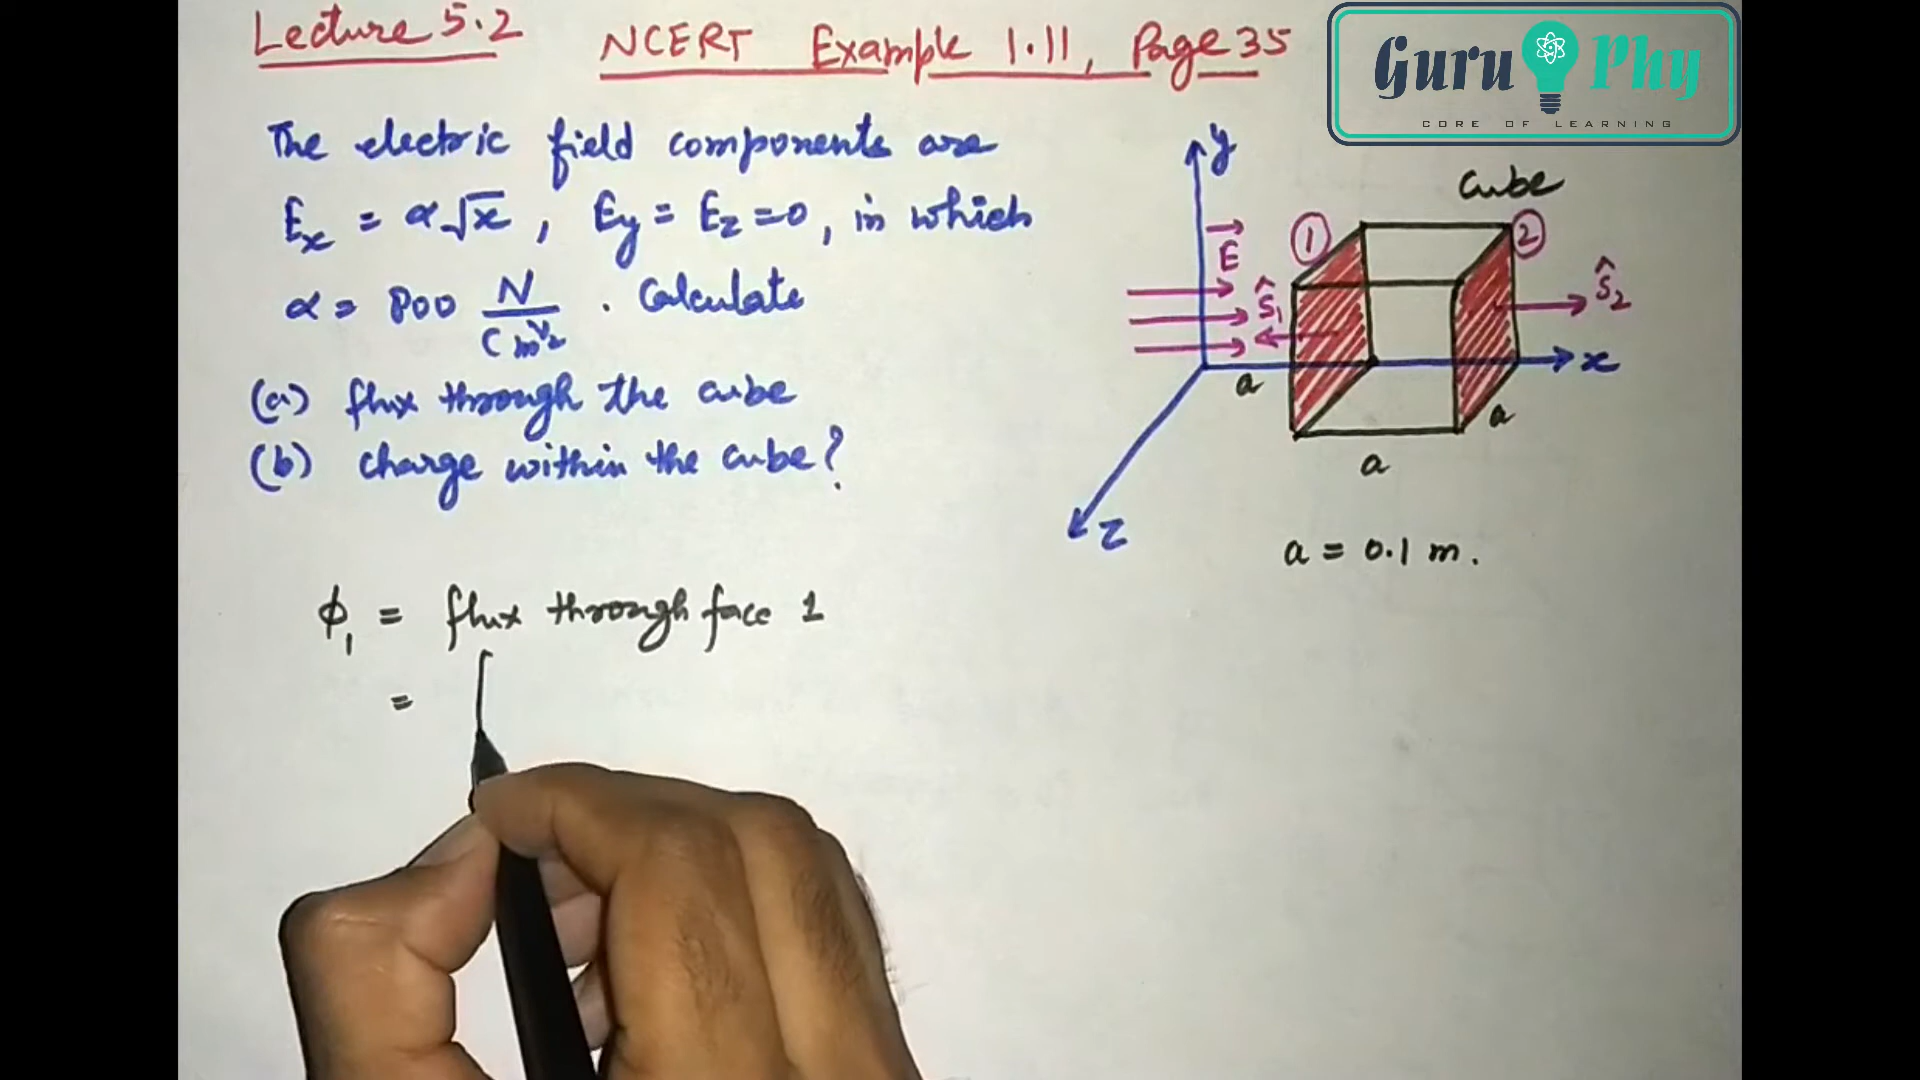 Lecture 5.2 NCERT Example 1.11, Page 35
Guru Phy
CORE OF LEARNING
The electric field components are
Eₓ = α√x, Ey = Ez = 0, in which
α = 800 N/(C m^1/2). Calculate
(a) flux through the cube
(b) charge within the cube?
y
cube
1 2
E
Ŝ₁ Ŝ₂
x
a
a
a
z
a = 0.1 m.
ϕ₁ = flux through face 1
=